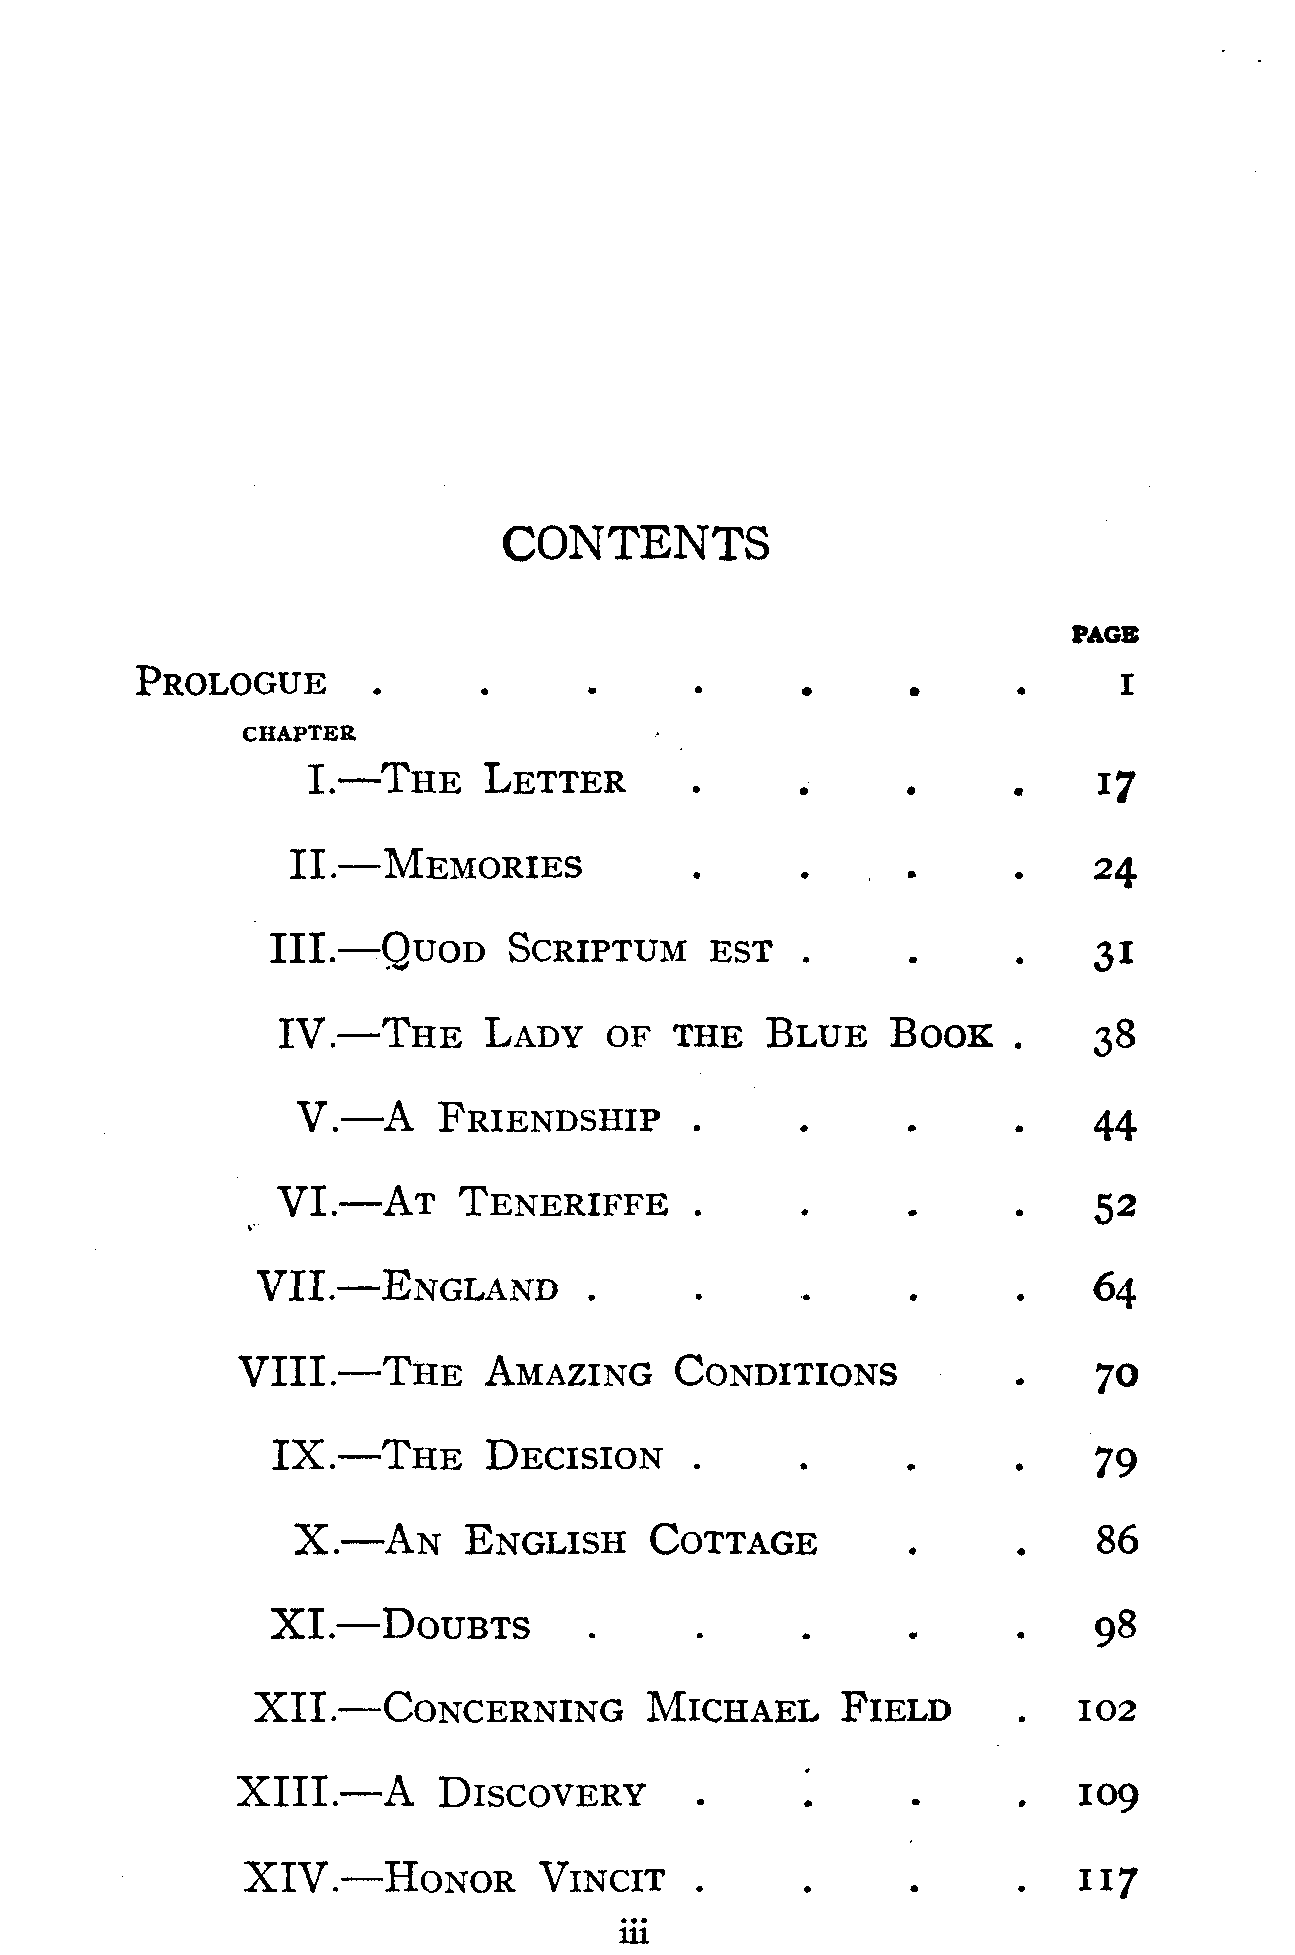 CONTENTS
PAGE
PROLOGUE . . . . . . . 1
CHAPTER
I.—THE LETTER . . . . 17
II.—MEMORIES . . . . 24
III.—QUOD SCRIPTUM EST . . . 31
IV.—THE LADY OF THE BLUE BOOK . 38
V.—A FRIENDSHIP . . . . 44
VI.—AT TENERIFFE . . . . 52
VII.—ENGLAND . . . . . 64
VIII.—THE AMAZING CONDITIONS . 70
IX.—THE DECISION . . . . 79
X.—AN ENGLISH COTTAGE . . 86
XI.—DOUBTS . . . . . 98
XII.—CONCERNING MICHAEL FIELD . 102
XIII.—A DISCOVERY . . . . 109
XIV.—HONOR VINCIT . . . . 117
iii